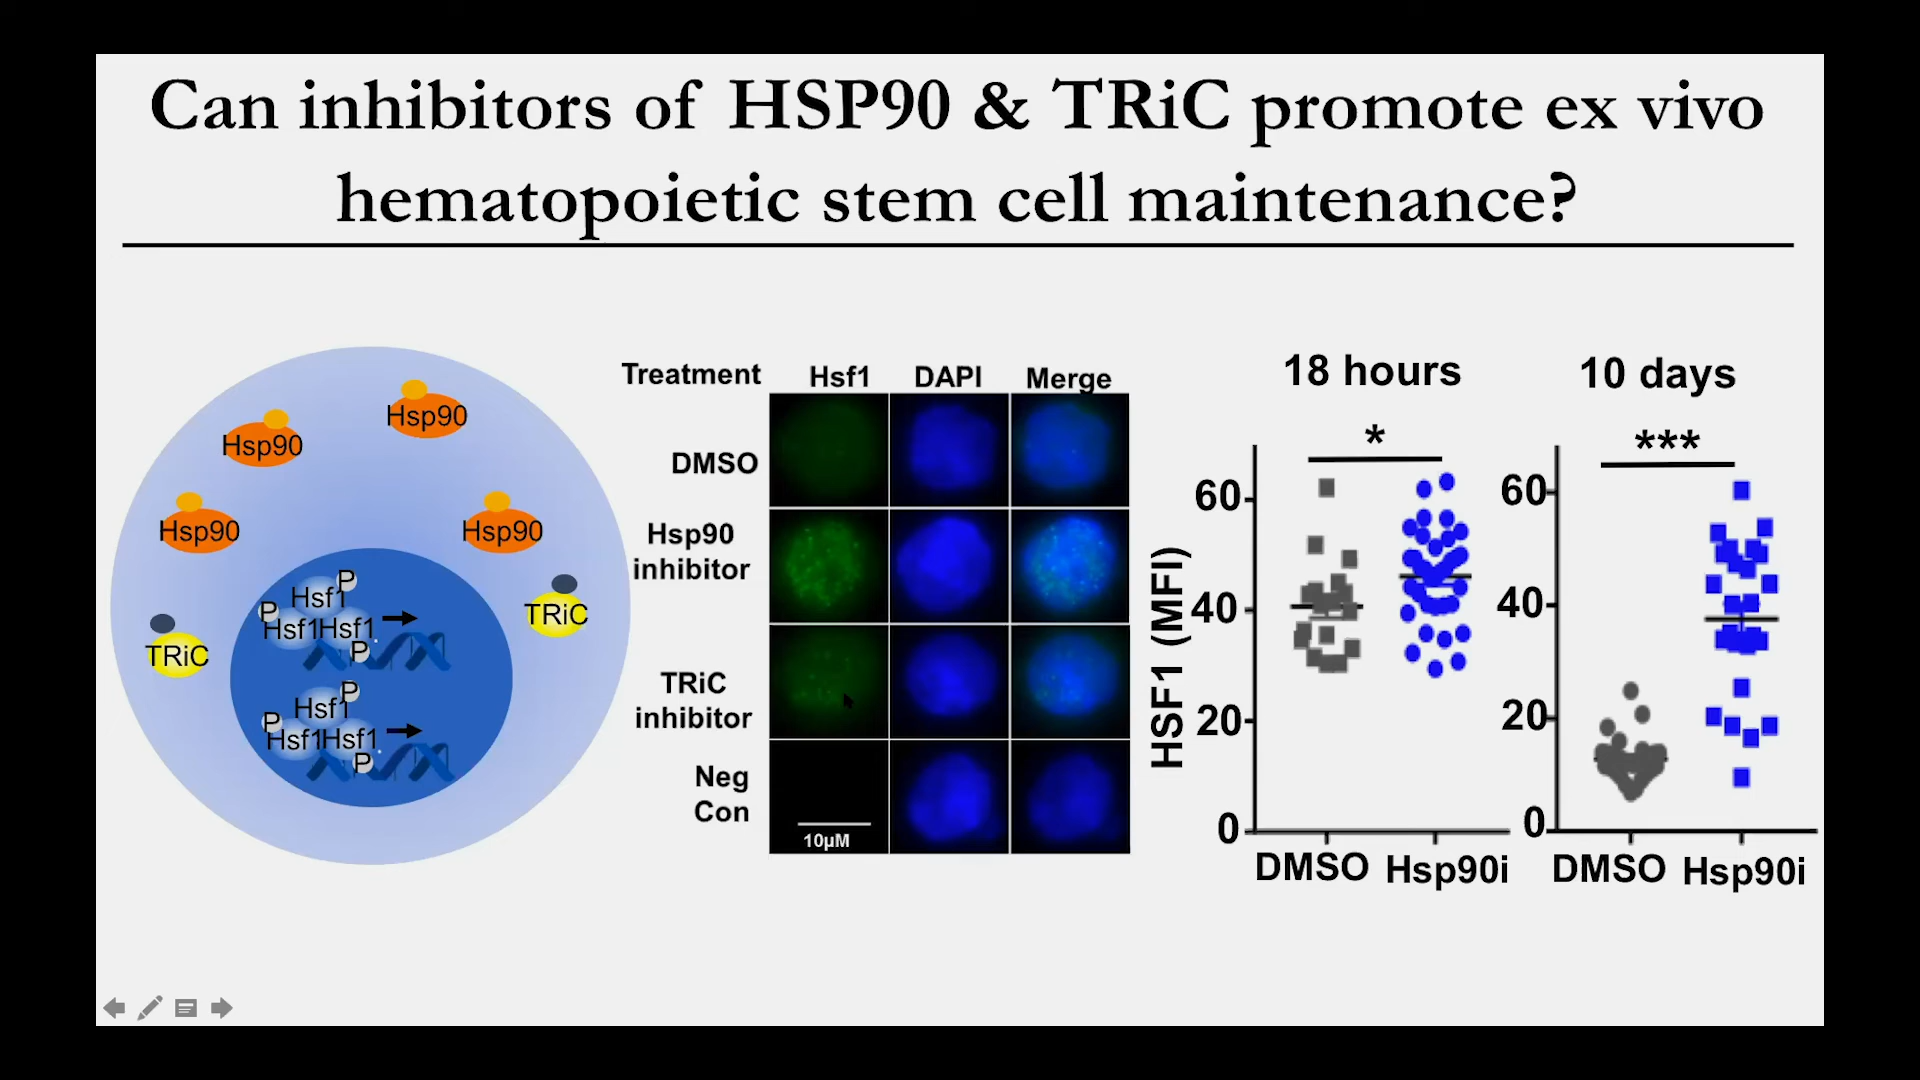 Can inhibitors of HSP90 & TRiC promote ex vivo
hematopoietic stem cell maintenance?
Hsp90
Hsp90
Hsp90
Hsp90
TRiC
TRiC
P
Hsf1
P
Hsf1Hsf1
P
P
Hsf1
P
Hsf1Hsf1
P
Treatment Hsf1 DAPI Merge
DMSO
Hsp90
inhibitor
TRiC
inhibitor
Neg
Con
10µM
18 hours
*
HSF1 (MFI)
60
40
20
0
DMSO Hsp90i
10 days
***
60
40
20
0
DMSO Hsp90i